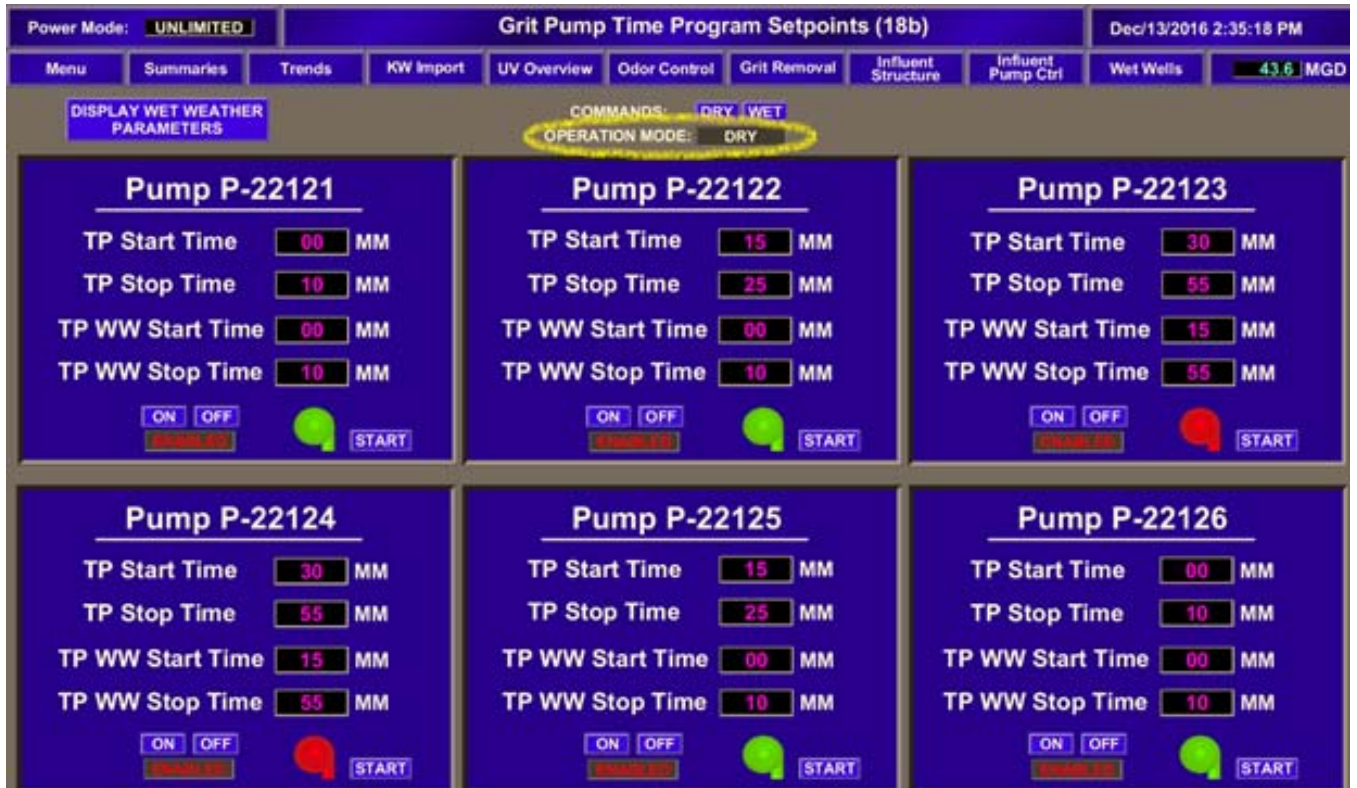 Power Mode: UNLIMITED
Grit Pump Time Program Setpoints (18b)
Dec/13/2016 2:35:18 PM
Menu
Summaries
Trends
KW Import
UV Overview
Odor Control
Grit Removal
Influent
Structure
Influent
Pump Ctrl
Wet Wells
43.6 MGD
DISPLAY WET WEATHER
PARAMETERS
COMMANDS: DRY WET
OPERATION MODE: DRY
Pump P-22121
TP Start Time 00 MM
TP Stop Time 10 MM
TP WW Start Time 00 MM
TP WW Stop Time 10 MM
ON OFF
ENABLED
START
Pump P-22122
TP Start Time 15 MM
TP Stop Time 25 MM
TP WW Start Time 00 MM
TP WW Stop Time 10 MM
ON OFF
ENABLED
START
Pump P-22123
TP Start Time 30 MM
TP Stop Time 55 MM
TP WW Start Time 15 MM
TP WW Stop Time 55 MM
ON OFF
ENABLED
START
Pump P-22124
TP Start Time 30 MM
TP Stop Time 55 MM
TP WW Start Time 15 MM
TP WW Stop Time 55 MM
ON OFF
ENABLED
START
Pump P-22125
TP Start Time 15 MM
TP Stop Time 25 MM
TP WW Start Time 00 MM
TP WW Stop Time 10 MM
ON OFF
ENABLED
START
Pump P-22126
TP Start Time 00 MM
TP Stop Time 10 MM
TP WW Start Time 00 MM
TP WW Stop Time 10 MM
ON OFF
ENABLED
START